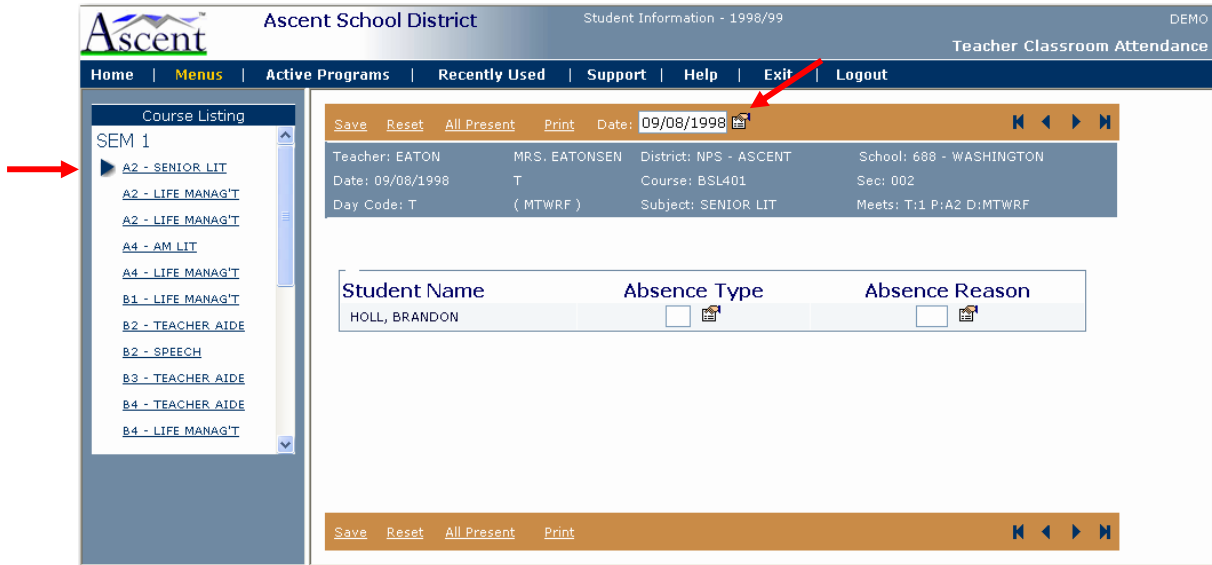 Ascent
Ascent School District
Student Information - 1998/99
DEMO
Teacher Classroom Attendance
Home | Menus | Active Programs | Recently Used | Support | Help | Exit | Logout
Course Listing
SEM 1
A2 - SENIOR LIT
A2 - LIFE MANAG'T
A2 - LIFE MANAG'T
A4 - AM LIT
A4 - LIFE MANAG'T
B1 - LIFE MANAG'T
B2 - TEACHER AIDE
B2 - SPEECH
B3 - TEACHER AIDE
B4 - TEACHER AIDE
B4 - LIFE MANAG'T
Save Reset All Present Print Date: 09/08/1998
Teacher: EATON MRS. EATONSEN District: NPS - ASCENT School: 688 - WASHINGTON
Date: 09/08/1998 T Course: BSL401 Sec: 002
Day Code: T ( MTWRF ) Subject: SENIOR LIT Meets: T:1 P:A2 D:MTWRF
Student Name Absence Type Absence Reason
HOLL, BRANDON
Save Reset All Present Print